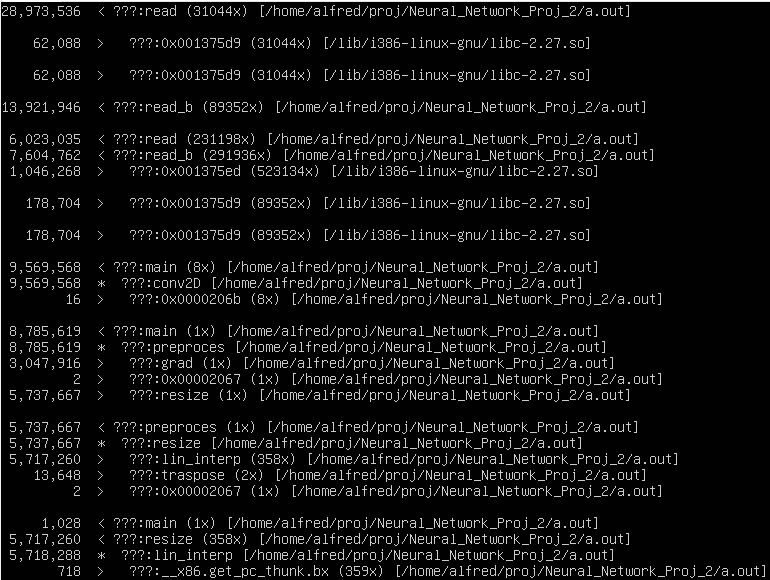 28,973,536 < ???:read (31044x) [/home/alfred/proj/Neural_Network_Proj_2/a.out]
62,088 > ???:0x001375d9 (31044x) [/lib/i386-linux-gnu/libc-2.27.so]
62,088 > ???:0x001375d9 (31044x) [/lib/i386-linux-gnu/libc-2.27.so]
13,921,946 < ???:read_b (89352x) [/home/alfred/proj/Neural_Network_Proj_2/a.out]
6,023,035 < ???:read (231198x) [/home/alfred/proj/Neural_Network_Proj_2/a.out]
7,604,762 < ???:read_b (291936x) [/home/alfred/proj/Neural_Network_Proj_2/a.out]
1,046,268 > ???:0x001375ed (523134x) [/lib/i386-linux-gnu/libc-2.27.so]
178,704 > ???:0x001375d9 (89352x) [/lib/i386-linux-gnu/libc-2.27.so]
178,704 > ???:0x001375d9 (89352x) [/lib/i386-linux-gnu/libc-2.27.so]
9,569,568 < ???:main (8x) [/home/alfred/proj/Neural_Network_Proj_2/a.out]
9,569,568 * ???:conv2D [/home/alfred/proj/Neural_Network_Proj_2/a.out]
16 > ???:0x0000206b (8x) [/home/alfred/proj/Neural_Network_Proj_2/a.out]
8,785,619 < ???:main (1x) [/home/alfred/proj/Neural_Network_Proj_2/a.out]
8,785,619 * ???:preproces [/home/alfred/proj/Neural_Network_Proj_2/a.out]
3,047,916 > ???:grad (1x) [/home/alfred/proj/Neural_Network_Proj_2/a.out]
2 > ???:0x00002067 (1x) [/home/alfred/proj/Neural_Network_Proj_2/a.out]
5,737,667 > ???:resize (1x) [/home/alfred/proj/Neural_Network_Proj_2/a.out]
5,737,667 < ???:preproces (1x) [/home/alfred/proj/Neural_Network_Proj_2/a.out]
5,737,667 * ???:resize [/home/alfred/proj/Neural_Network_Proj_2/a.out]
5,717,260 > ???:lin_interp (358x) [/home/alfred/proj/Neural_Network_Proj_2/a.out]
13,648 > ???:traspose (2x) [/home/alfred/proj/Neural_Network_Proj_2/a.out]
2 > ???:0x00002067 (1x) [/home/alfred/proj/Neural_Network_Proj_2/a.out]
1,028 < ???:main (1x) [/home/alfred/proj/Neural_Network_Proj_2/a.out]
5,717,260 < ???:resize (358x) [/home/alfred/proj/Neural_Network_Proj_2/a.out]
5,718,288 * ???:lin_interp [/home/alfred/proj/Neural_Network_Proj_2/a.out]
718 > ???:__x86.get_pc_thunk.bx (359x) [/home/alfred/proj/Neural_Network_Proj_2/a.out]